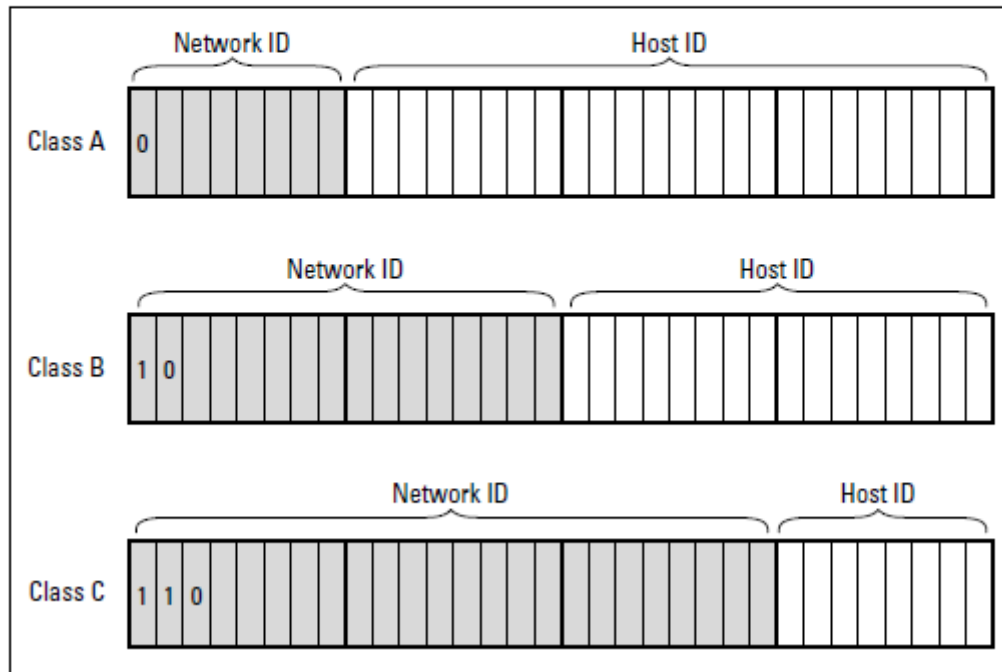 Network ID Host ID
Class A 0
Network ID Host ID
Class B 1 0
Network ID Host ID
Class C 1 1 0